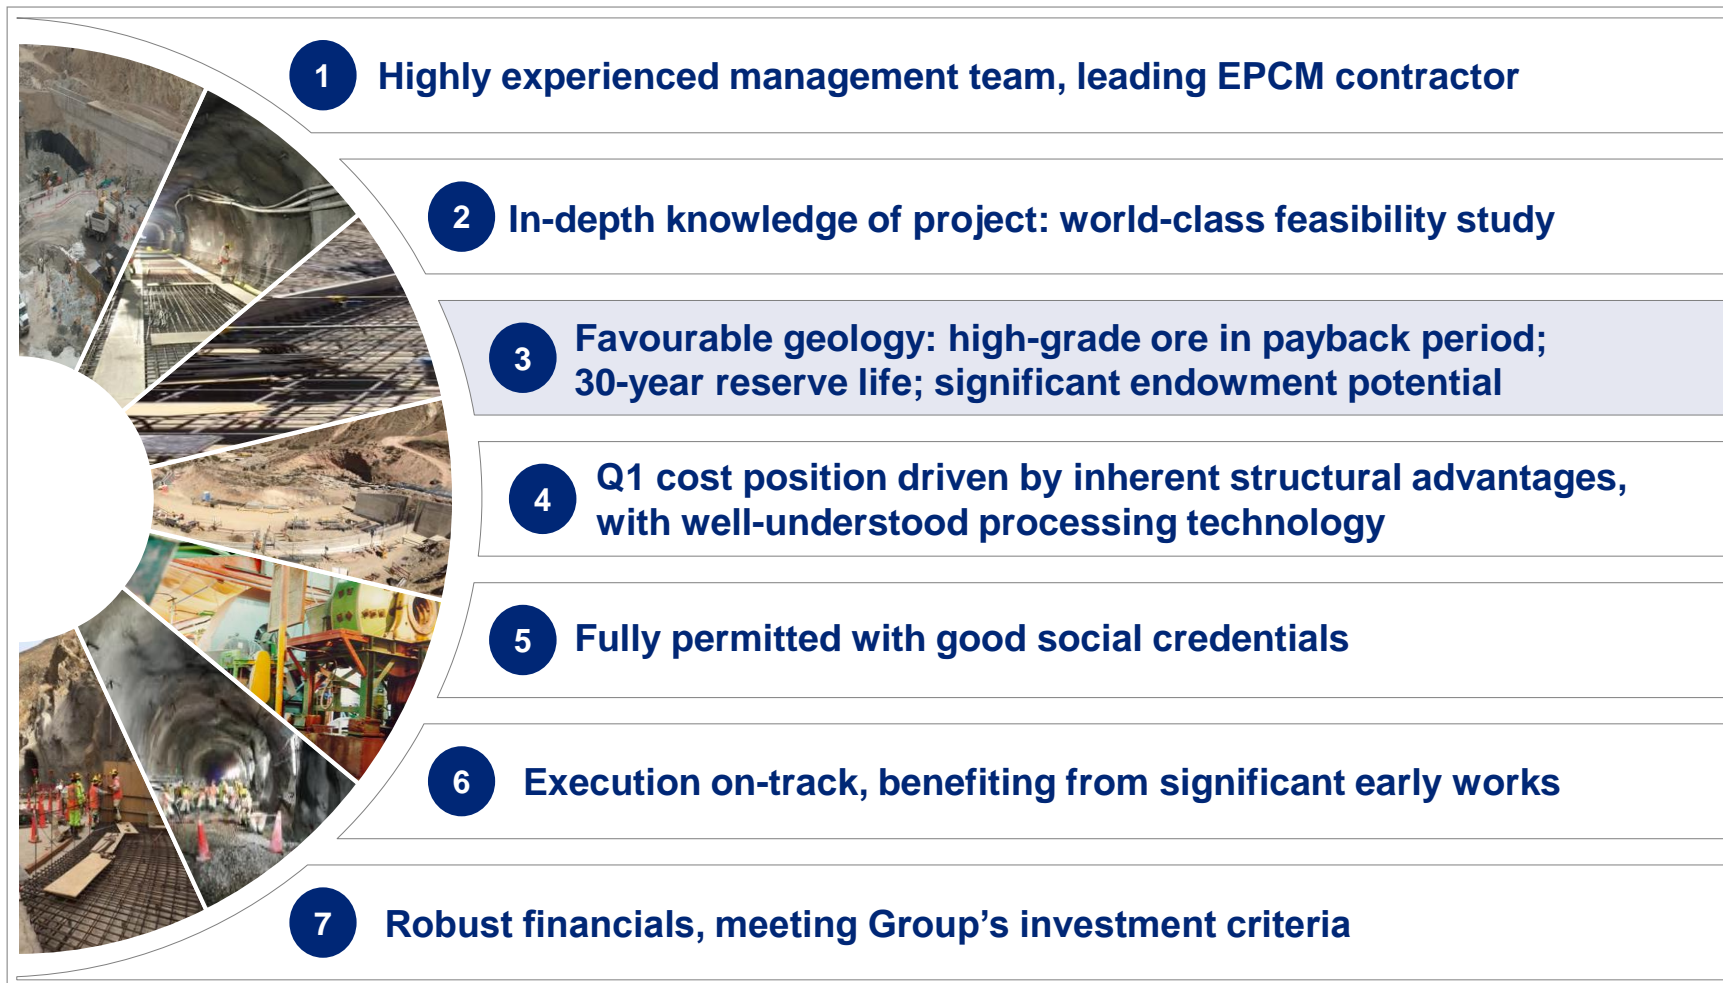 1 Highly experienced management team, leading EPCM contractor
2 In-depth knowledge of project: world-class feasibility study
3 Favourable geology: high-grade ore in payback period;
30-year reserve life; significant endowment potential
4 Q1 cost position driven by inherent structural advantages,
with well-understood processing technology
5 Fully permitted with good social credentials
6 Execution on-track, benefiting from significant early works
7 Robust financials, meeting Group’s investment criteria